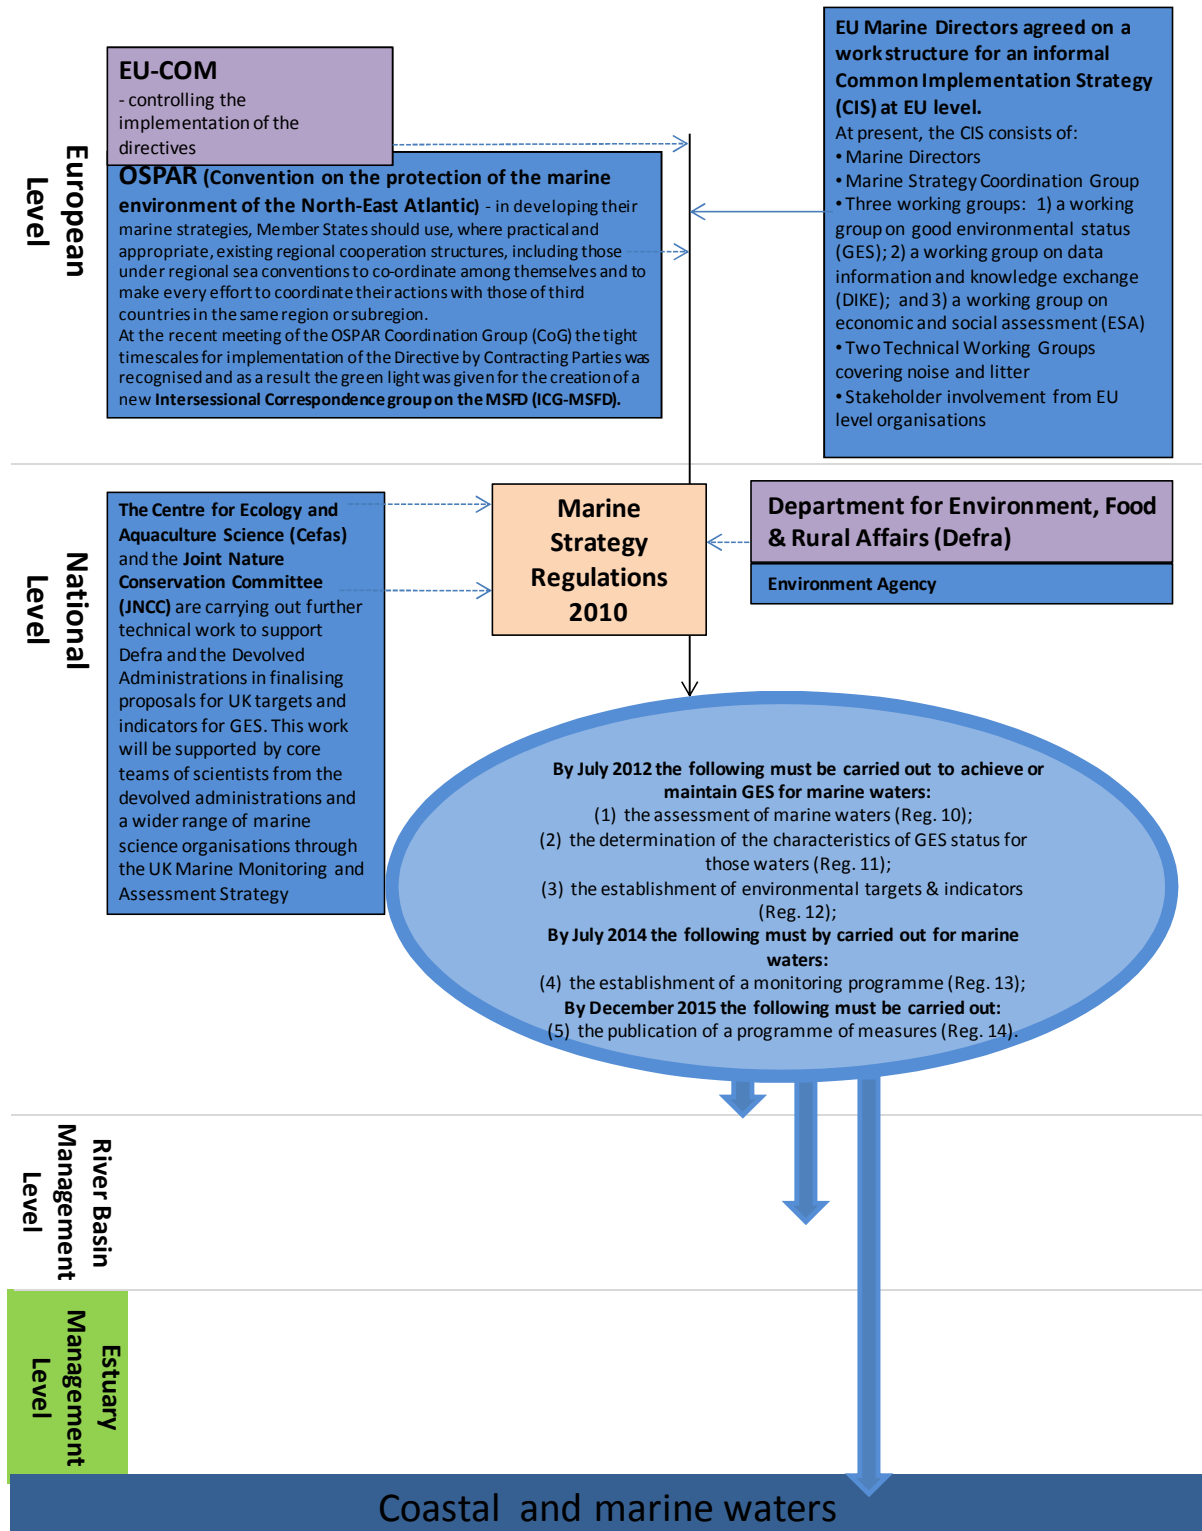 European
Level
EU-COM
- controlling the
implementation of the
directives
OSPAR (Convention on the protection of the marine
environment of the North-East Atlantic) - in developing their
marine strategies, Member States should use, where practical and
appropriate, existing regional cooperation structures, including those
under regional sea conventions to co-ordinate among themselves and to
make every effort to coordinate their actions with those of third
countries in the same region or subregion.
At the recent meeting of the OSPAR Coordination Group (CoG) the tight
timescales for implementation of the Directive by Contracting Parties was
recognised and as a result the green light was given for the creation of a
new Intersessional Correspondence group on the MSFD (ICG-MSFD).
EU Marine Directors agreed on a
work structure for an informal
Common Implementation Strategy
(CIS) at EU level.
At present, the CIS consists of:
• Marine Directors
• Marine Strategy Coordination Group
• Three working groups: 1) a working
group on good environmental status
(GES); 2) a working group on data
information and knowledge exchange
(DIKE); and 3) a working group on
economic and social assessment (ESA)
• Two Technical Working Groups
covering noise and litter
• Stakeholder involvement from EU
level organisations
National
Level
The Centre for Ecology and
Aquaculture Science (Cefas)
and the Joint Nature
Conservation Committee
(JNCC) are carrying out further
technical work to support
Defra and the Devolved
Administrations in finalising
proposals for UK targets and
indicators for GES. This work
will be supported by core
teams of scientists from the
devolved administrations and
a wider range of marine
science organisations through
the UK Marine Monitoring and
Assessment Strategy
Marine
Strategy
Regulations
2010
Department for Environment, Food
& Rural Affairs (Defra)
Environment Agency
By July 2012 the following must be carried out to achieve or
maintain GES for marine waters:
(1) the assessment of marine waters (Reg. 10);
(2) the determination of the characteristics of GES status for
those waters (Reg. 11);
(3) the establishment of environmental targets & indicators
(Reg. 12);
By July 2014 the following must by carried out for marine
waters:
(4) the establishment of a monitoring programme (Reg. 13);
By December 2015 the following must be carried out:
(5) the publication of a programme of measures (Reg. 14).
River Basin
Management
Level
Estuary
Management
Level
Coastal and marine waters